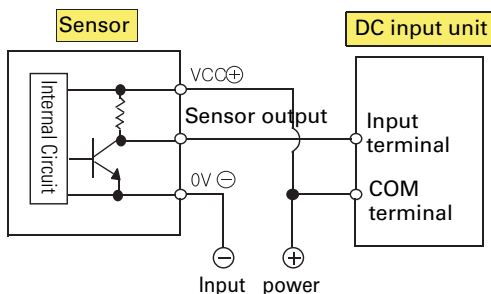 Sensor
DC input unit
VCC⊕
Internal Circuit
Sensor output
Input
terminal
0V ⊖
COM
terminal
⊖
⊕
Input power